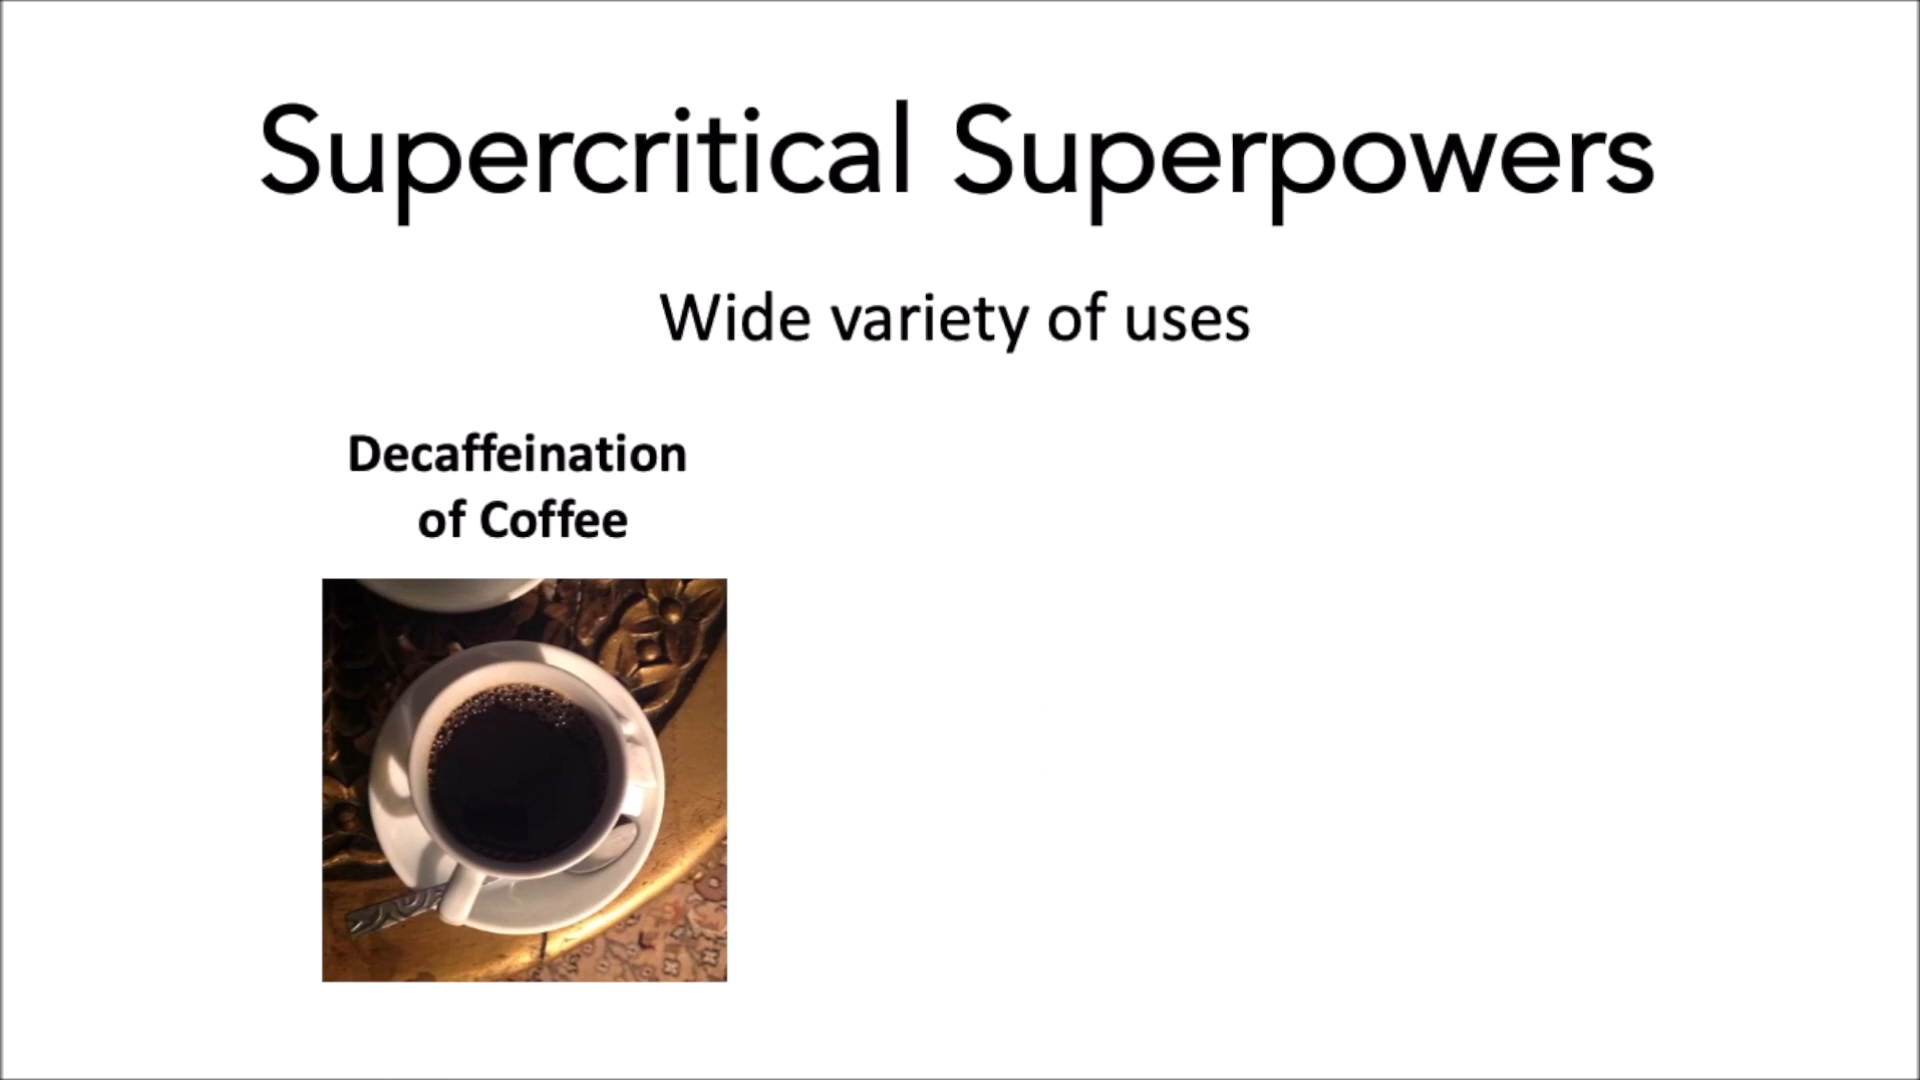 Supercritical Superpowers
Wide variety of uses
Decaffeination
of Coffee